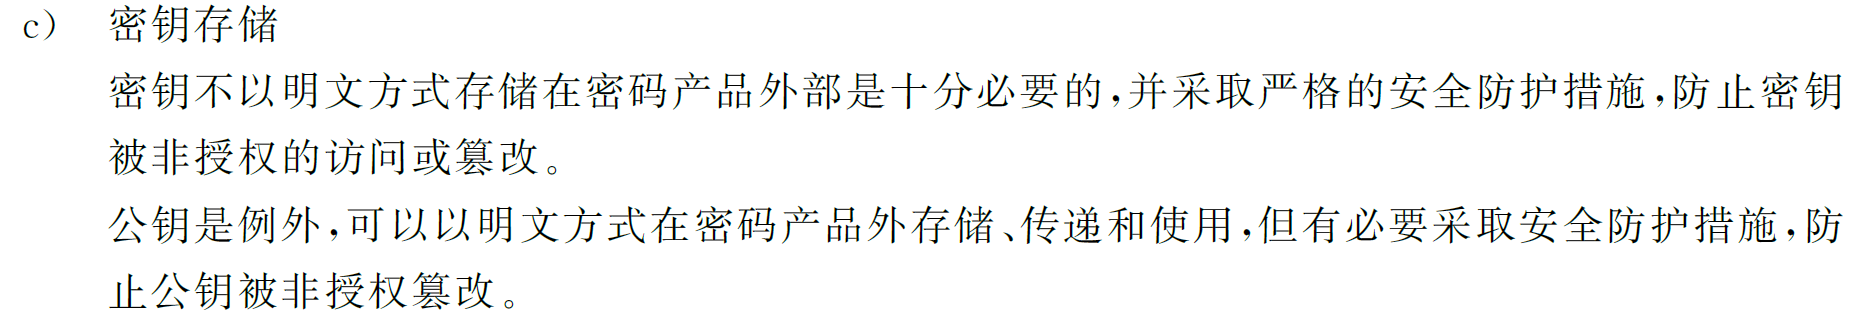 c) 密钥存储
密钥不以明文方式存储在密码产品外部是十分必要的,并采取严格的安全防护措施,防止密钥
被非授权的访问或篡改。
公钥是例外,可以以明文方式在密码产品外存储、传递和使用,但有必要采取安全防护措施,防
止公钥被非授权篡改。